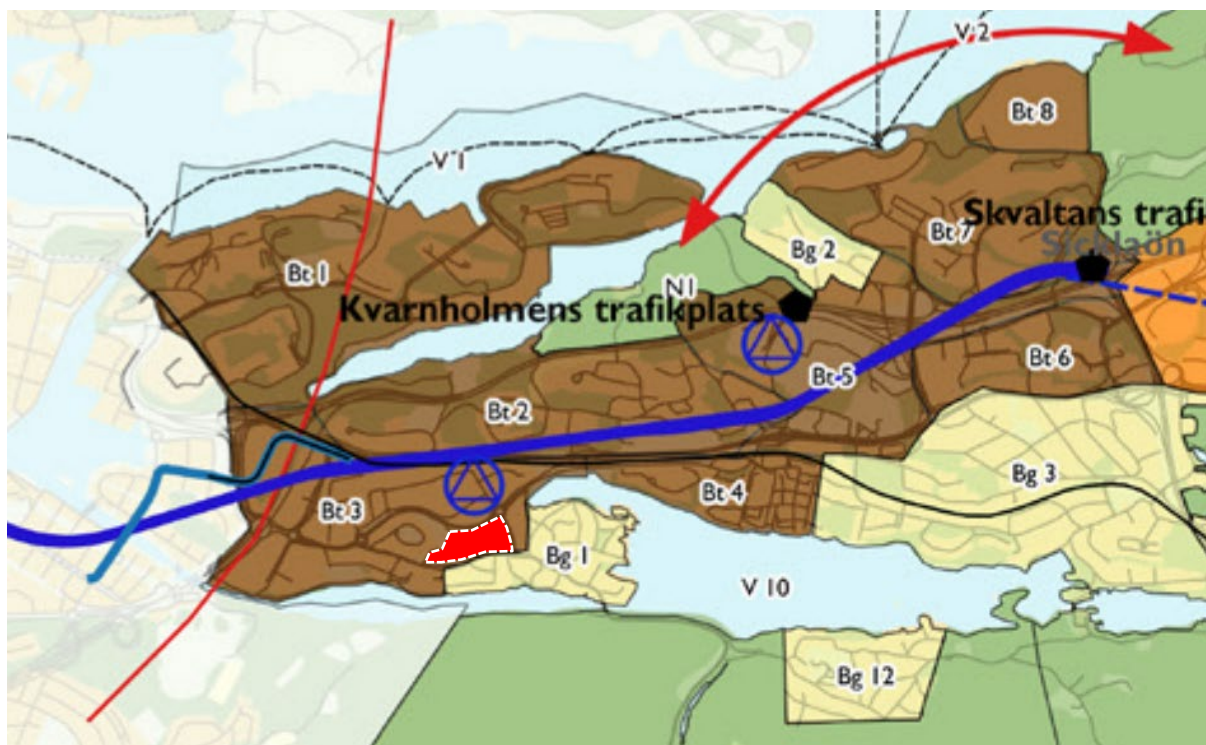 V 2
Bt 8
V 1
Skvaltans trafi
Bt 7
Sicklaön
Bg 2
Bt 1
N1
Kvarnholmens trafikplats
Bt 6
Bt 5
Bt 2
Bg 3
Bt 4
Bt 3
Bg 1
V 10
Bg 12